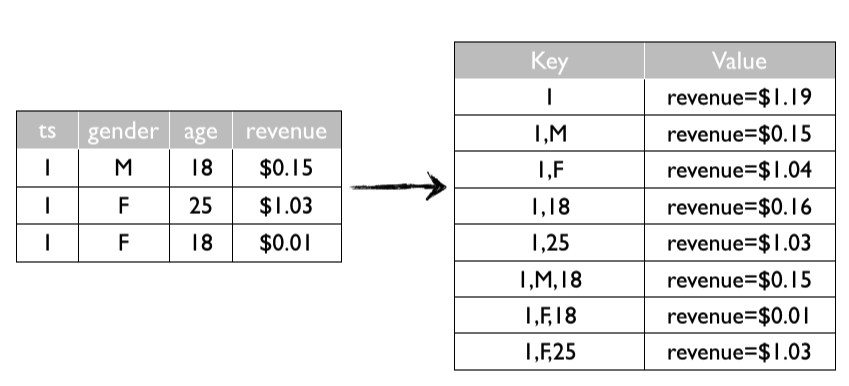 ts gender age revenue
1 M 18 $0.15
1 F 25 $1.03
1 F 18 $0.01
Key Value
1 revenue=$1.19
1,M revenue=$0.15
1,F revenue=$1.04
1,18 revenue=$0.16
1,25 revenue=$1.03
1,M,18 revenue=$0.15
1,F,18 revenue=$0.01
1,F,25 revenue=$1.03